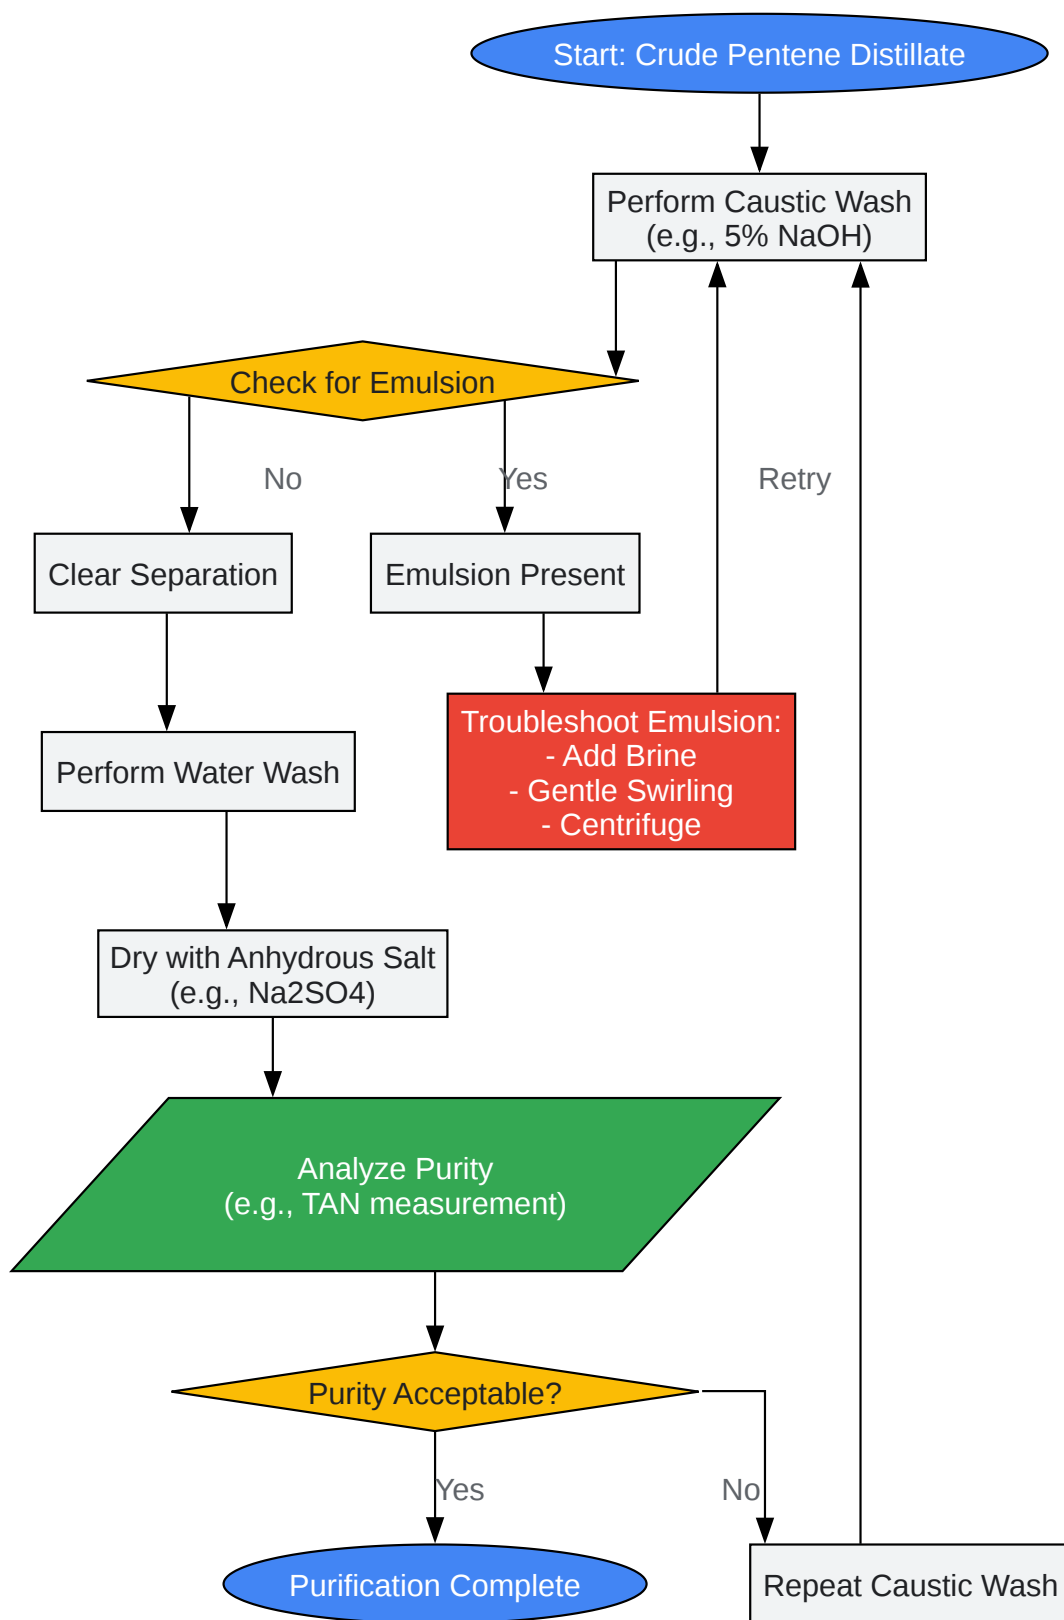 Start: Crude Pentene Distillate
Perform Caustic Wash
(e.g., 5% NaOH)
Check for Emulsion
No
Yes
Retry
Clear Separation
Emulsion Present
Troubleshoot Emulsion:
- Add Brine
- Gentle Swirling
- Centrifuge
Perform Water Wash
Dry with Anhydrous Salt
(e.g., Na2SO4)
Analyze Purity
(e.g., TAN measurement)
Purity Acceptable?
Yes
No
Purification Complete
Repeat Caustic Wash